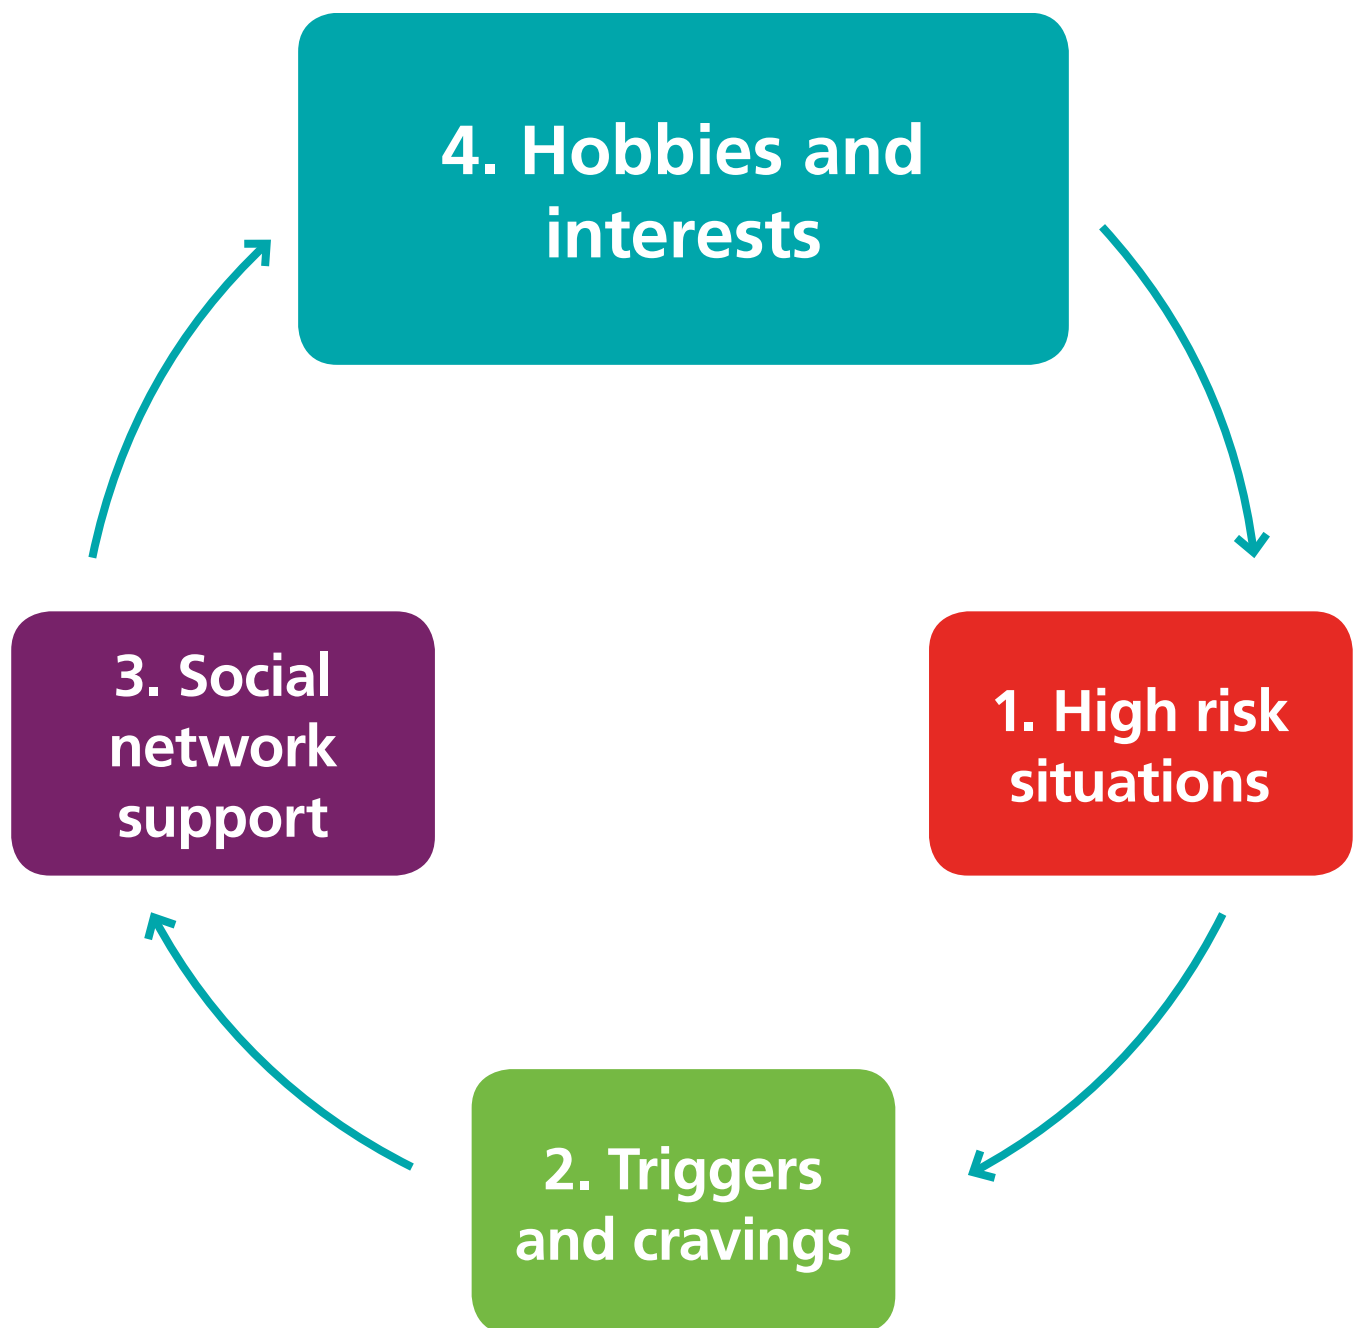 4. Hobbies and
interests
3. Social
network
support
1. High risk
situations
2. Triggers
and cravings